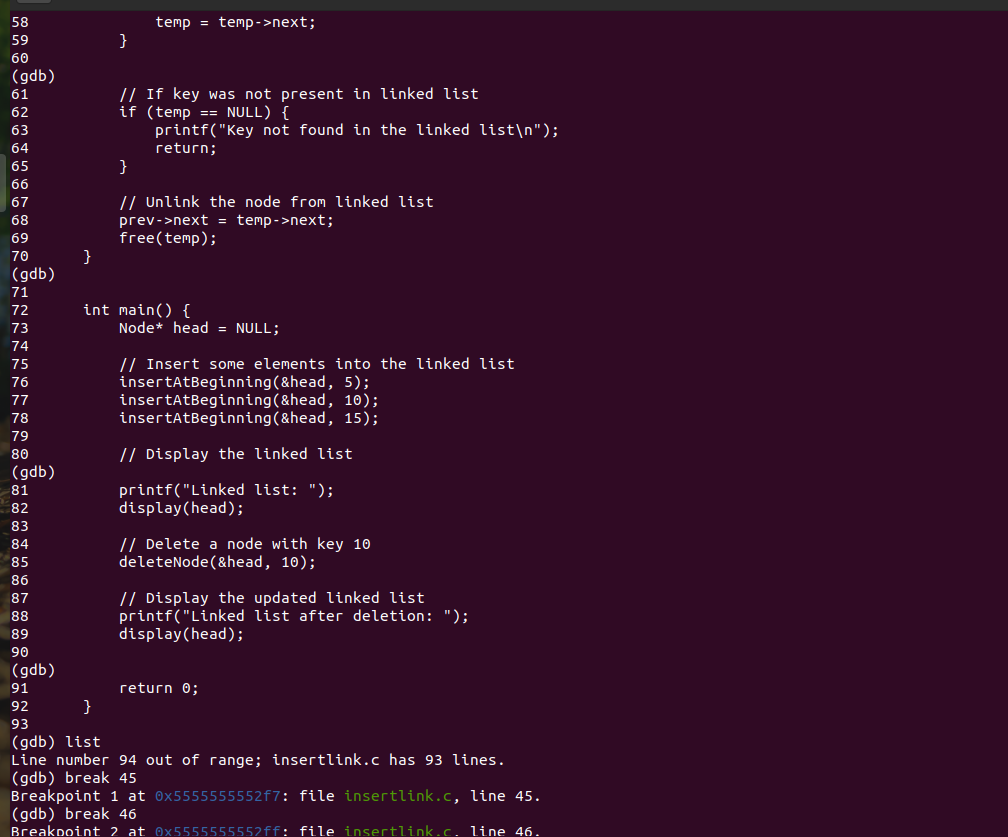 58              temp = temp->next;
59          }
60
(gdb)
61          // If key was not present in linked list
62          if (temp == NULL) {
63              printf("Key not found in the linked list\n");
64              return;
65          }
66
67          // Unlink the node from linked list
68          prev->next = temp->next;
69          free(temp);
70      }
(gdb)
71
72      int main() {
73          Node* head = NULL;
74
75          // Insert some elements into the linked list
76          insertAtBeginning(&head, 5);
77          insertAtBeginning(&head, 10);
78          insertAtBeginning(&head, 15);
79
80          // Display the linked list
(gdb)
81          printf("Linked list: ");
82          display(head);
83
84          // Delete a node with key 10
85          deleteNode(&head, 10);
86
87          // Display the updated linked list
88          printf("Linked list after deletion: ");
89          display(head);
90
(gdb)
91          return 0;
92      }
93
(gdb) list
Line number 94 out of range; insertlink.c has 93 lines.
(gdb) break 45
Breakpoint 1 at 0x5555555552f7: file insertlink.c, line 45.
(gdb) break 46
Breakpoint 2 at 0x5555555552ff: file insertlink.c, line 46.